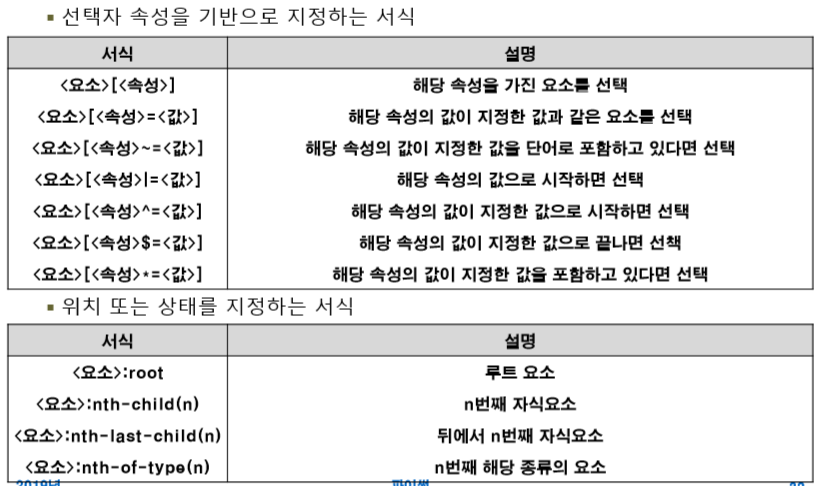 ▪ 선택자 속성을 기반으로 지정하는 서식
서식 설명
<요소>[<속성>] 해당 속성을 가진 요소를 선택
<요소>[<속성>=<값>] 해당 속성의 값이 지정한 값과 같은 요소를 선택
<요소>[<속성>~=<값>] 해당 속성의 값이 지정한 값을 단어로 포함하고 있다면 선택
<요소>[<속성>|=<값>] 해당 속성의 값으로 시작하면 선택
<요소>[<속성>^=<값>] 해당 속성의 값이 지정한 값으로 시작하면 선택
<요소>[<속성>$=<값>] 해당 속성의 값이 지정한 값으로 끝나면 선책
<요소>[<속성>*=<값>] 해당 속성의 값이 지정한 값을 포함하고 있다면 선택
▪ 위치 또는 상태를 지정하는 서식
서식 설명
<요소>:root 루트 요소
<요소>:nth-child(n) n번째 자식요소
<요소>:nth-last-child(n) 뒤에서 n번째 자식요소
<요소>:nth-of-type(n) n번째 해당 종류의 요소
2019년 파이썬